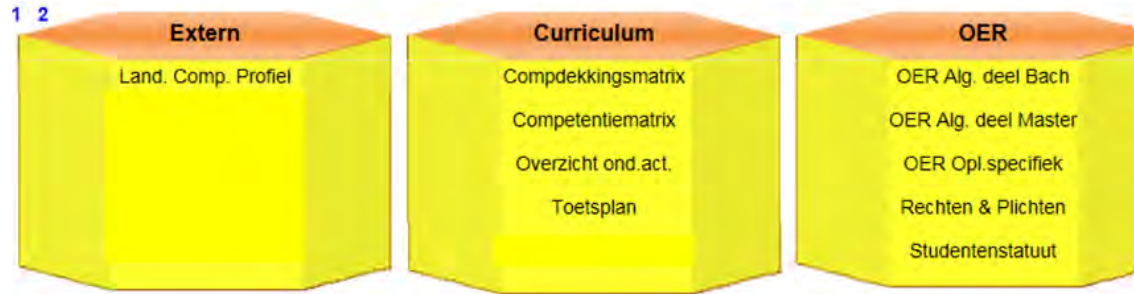 1 2
Extern
Land. Comp. Profiel
Curriculum
Compdekkingsmatrix
Competentiematrix
Overzicht ond.act.
Toetsplan
OER
OER Alg. deel Bach
OER Alg. deel Master
OER Opl.specifiek
Rechten & Plichten
Studentenstatuut